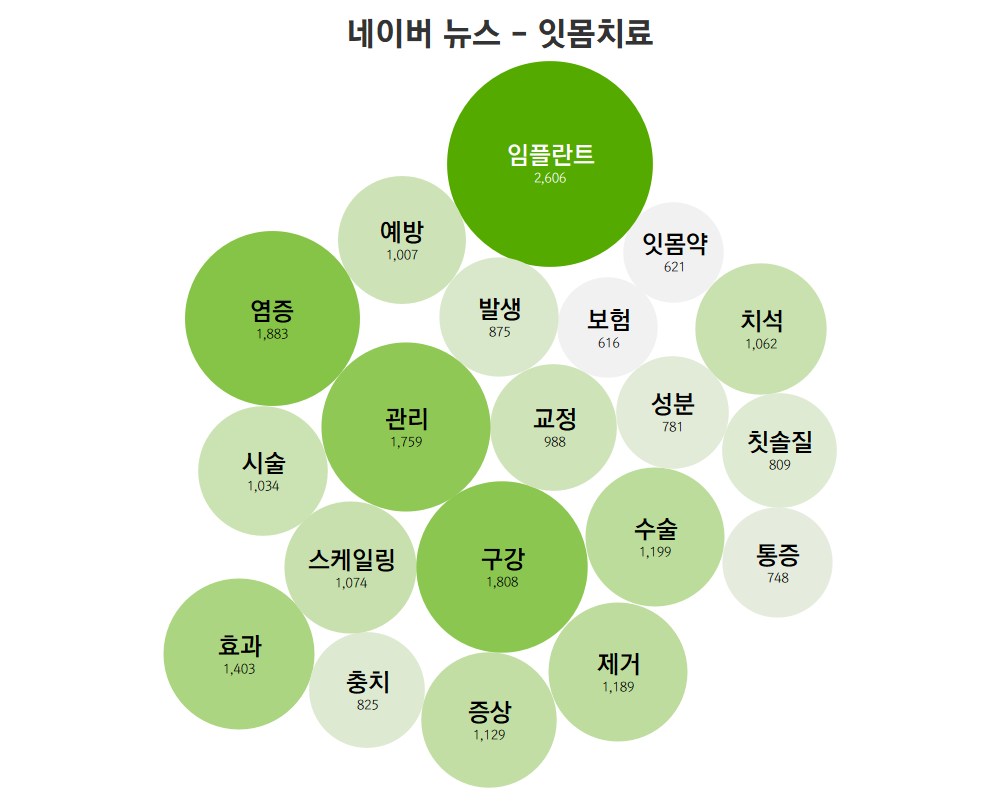 네이버 뉴스 - 잇몸치료
임플란트
2,606
예방
1,007
잇몸약
621
염증
1,883
발생
875
보험
616
치석
1,062
관리
1,759
교정
988
성분
781
칫솔질
809
시술
1,034
스케일링
1,074
구강
1,808
수술
1,199
통증
748
효과
1,403
충치
825
증상
1,129
제거
1,189